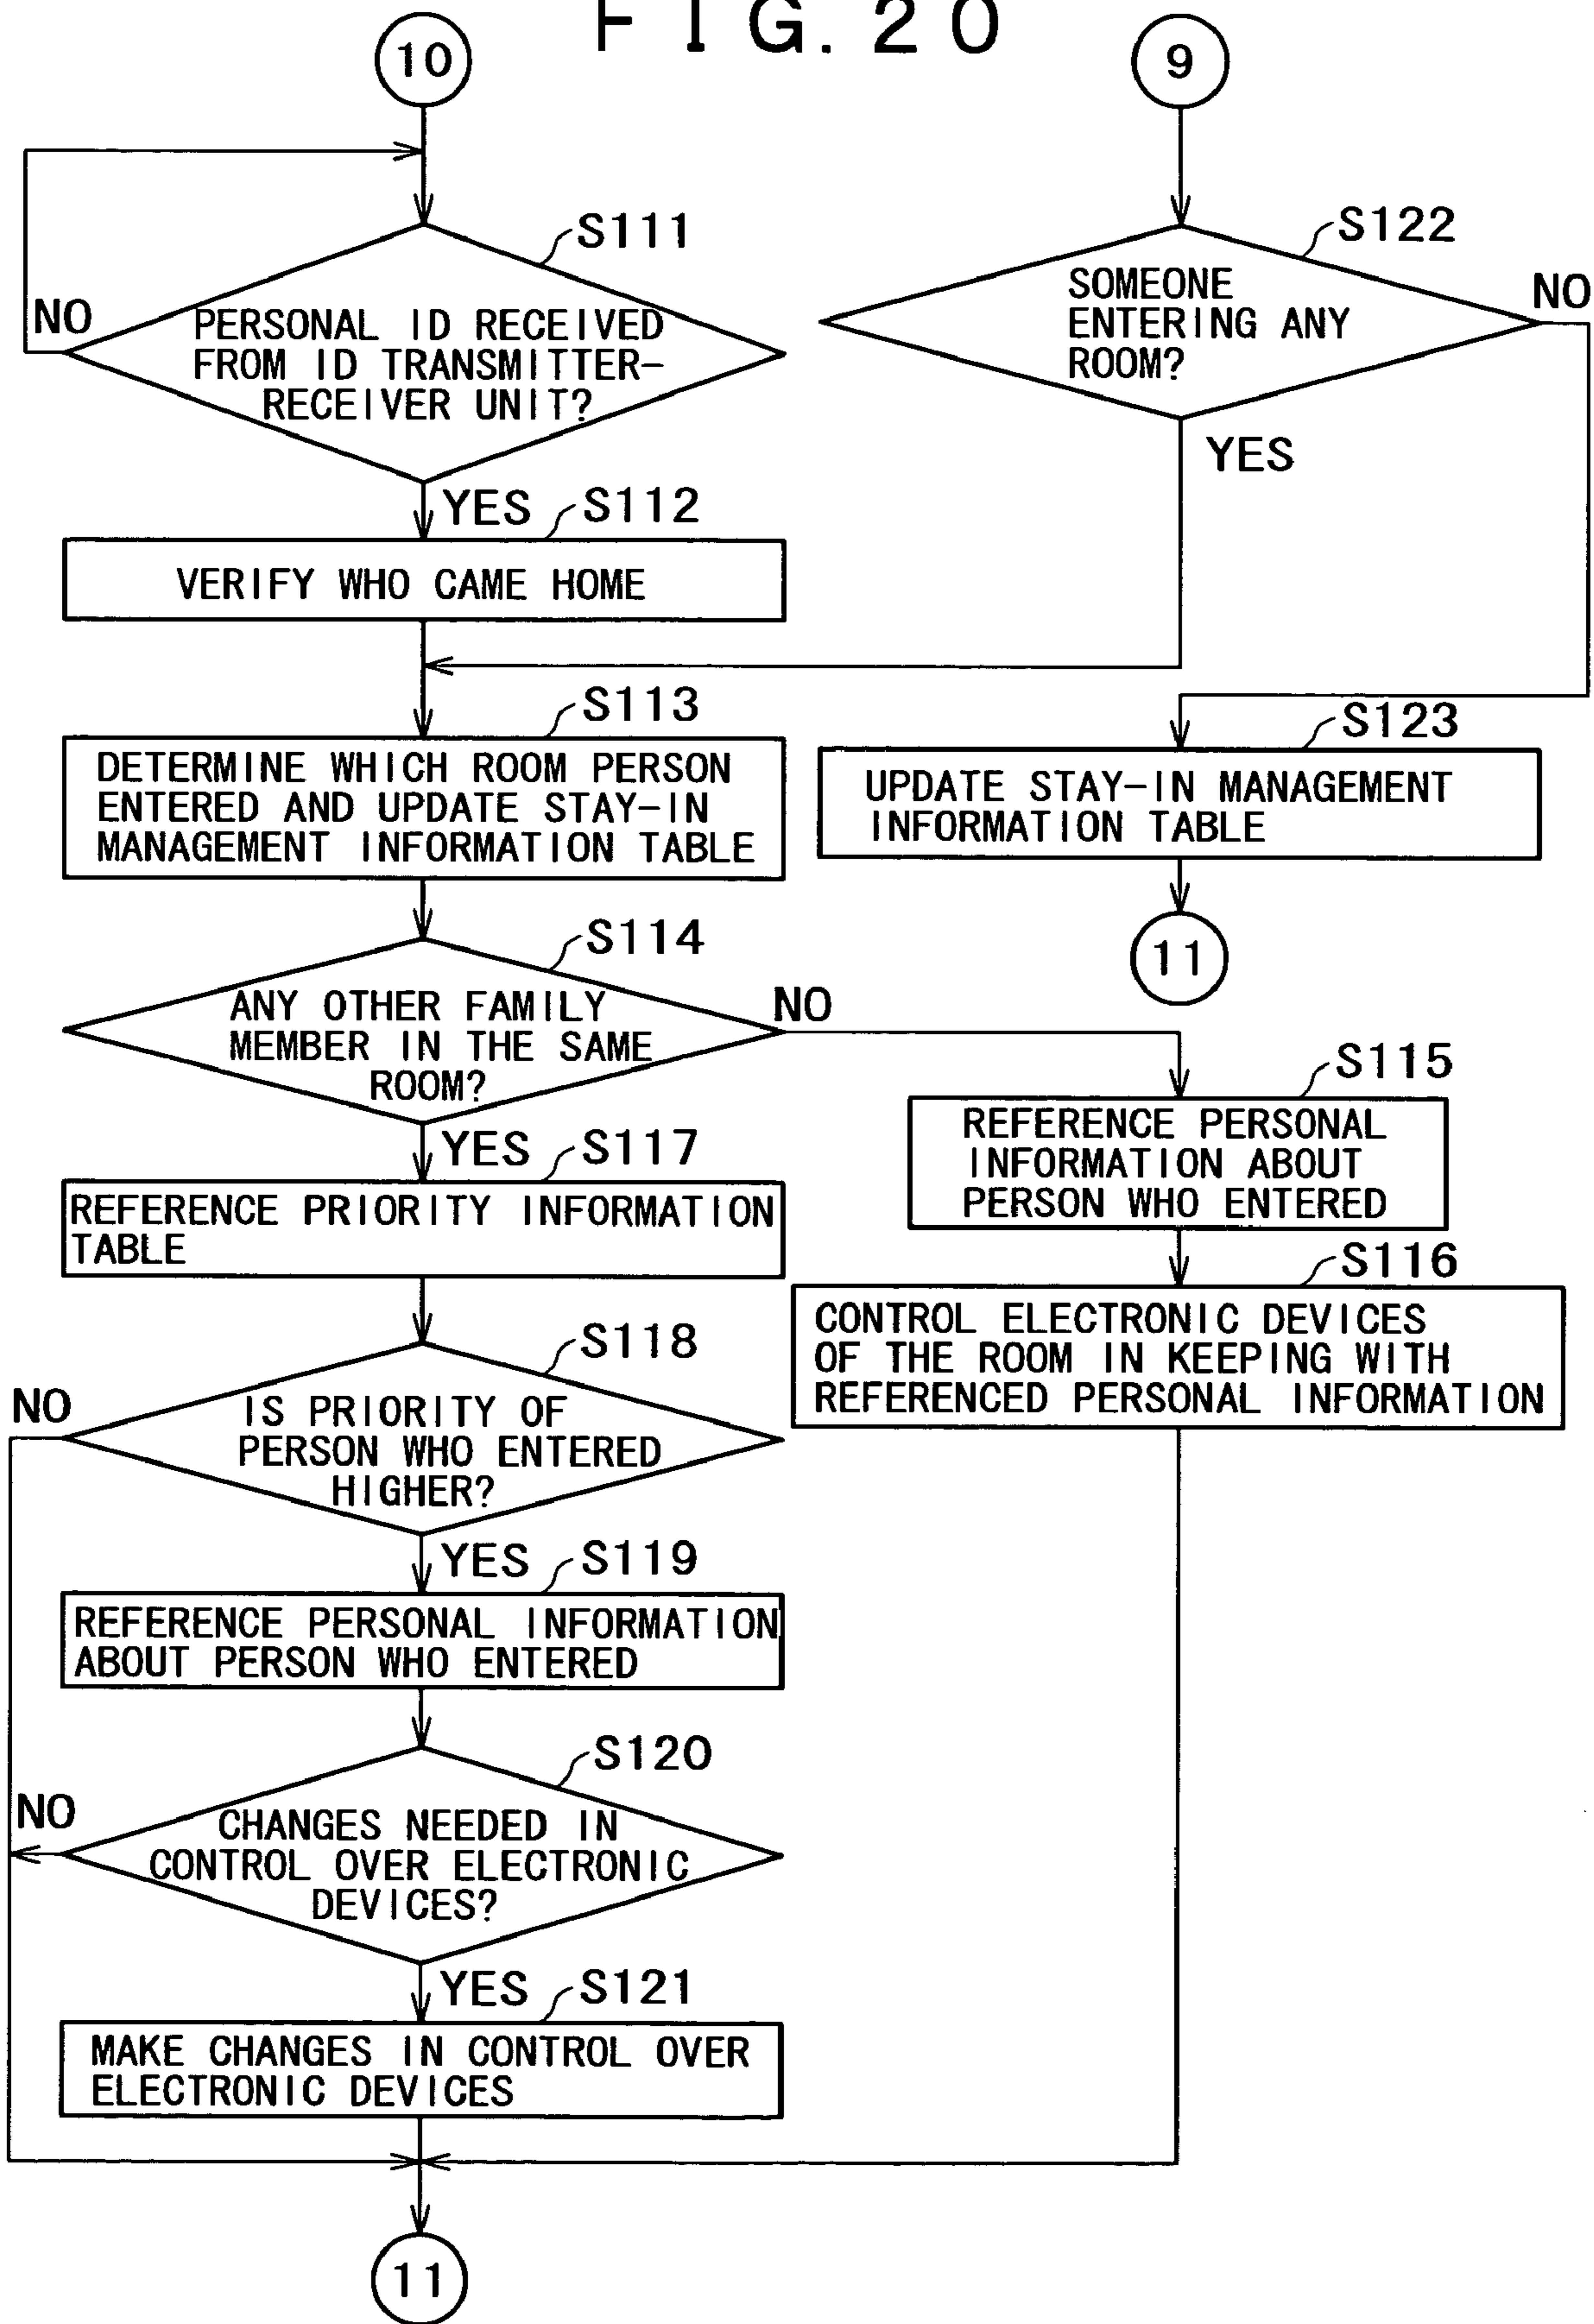 FIG. 20
10
S111
NO
PERSONAL ID RECEIVED
FROM ID TRANSMITTER-
RECEIVER UNIT?
YES
S112
VERIFY WHO CAME HOME
S113
DETERMINE WHICH ROOM PERSON
ENTERED AND UPDATE STAY-IN
MANAGEMENT INFORMATION TABLE
S114
ANY OTHER FAMILY
MEMBER IN THE SAME
ROOM?
NO
YES
S117
REFERENCE PRIORITY INFORMATION
TABLE
S118
NO
IS PRIORITY OF
PERSON WHO ENTERED
HIGHER?
YES
S119
REFERENCE PERSONAL INFORMATION
ABOUT PERSON WHO ENTERED
S120
NO
CHANGES NEEDED IN
CONTROL OVER ELECTRONIC
DEVICES?
YES
S121
MAKE CHANGES IN CONTROL OVER
ELECTRONIC DEVICES
11
9
S122
SOMEONE
ENTERING ANY
ROOM?
NO
YES
S123
UPDATE STAY-IN MANAGEMENT
INFORMATION TABLE
11
S115
REFERENCE PERSONAL
INFORMATION ABOUT
PERSON WHO ENTERED
S116
CONTROL ELECTRONIC DEVICES
OF THE ROOM IN KEEPING WITH
REFERENCED PERSONAL INFORMATION